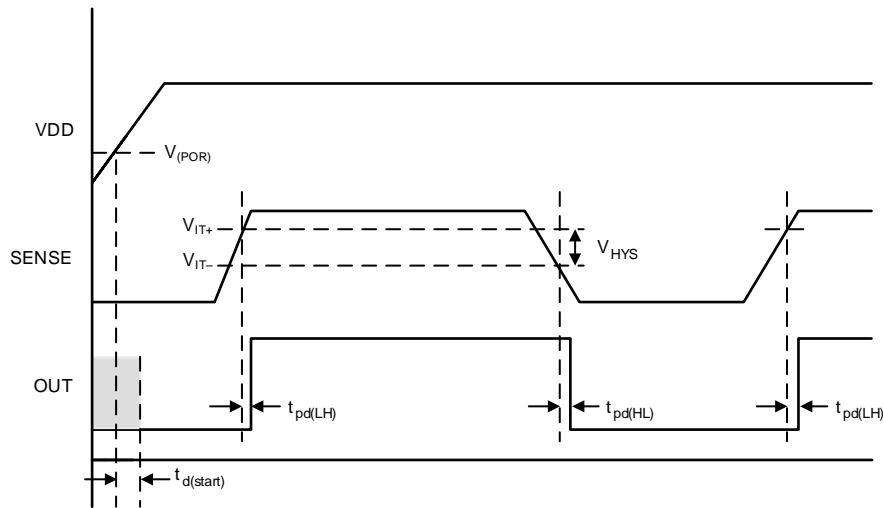 VDD
V(POR)
VIT+
VIT–
VHYS
SENSE
OUT
tpd(LH)
tpd(HL)
tpd(LH)
td(start)